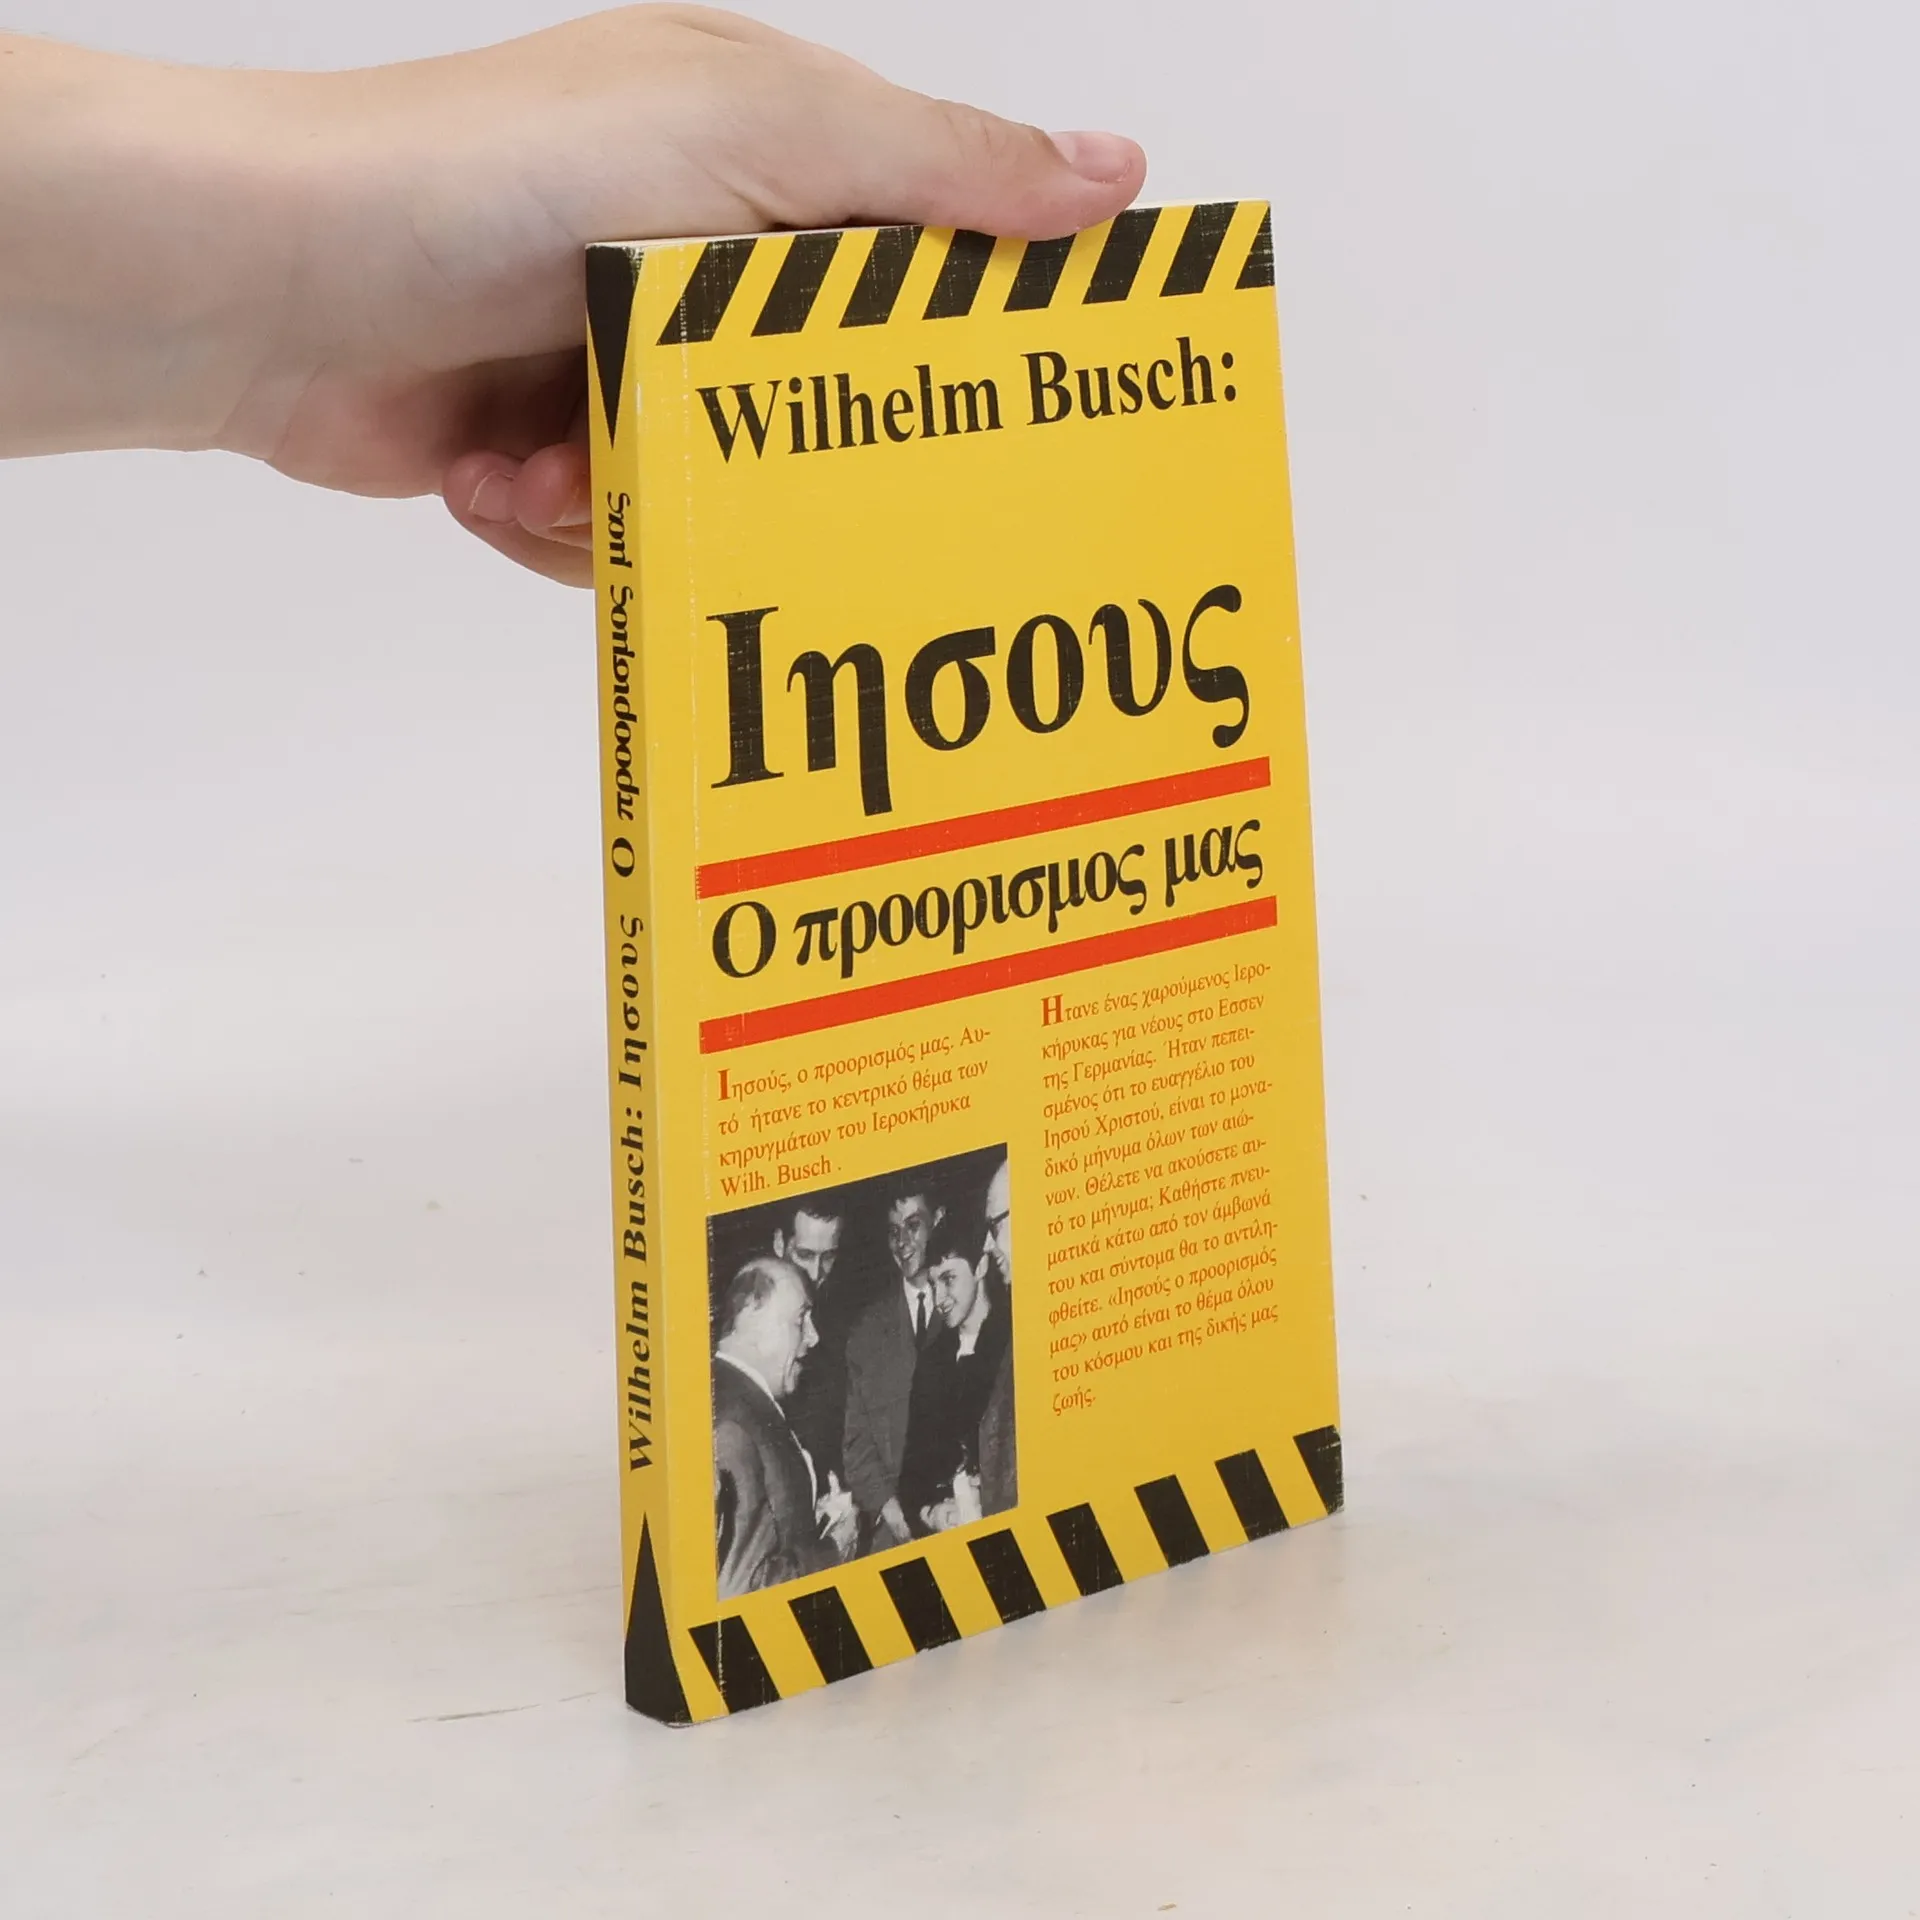 Wilhelm Busch: Ιησους Ο προορισμος μας
Wilhelm Busch:
Ιησους
Ο προορισμος μας
Ιησούς, ο προορισμός μας. Αυ-
τό ήτανε το κεντρικό θέμα των
κηρυγμάτων του Ιεροκήρυκα
Wilh. Busch .
Ητανε ένας χαρούμενος Ιερο-
κήρυκας για νέους στο Εσσεν
της Γερμανίας. Ήταν πεπει-
σμένος ότι το ευαγγέλιο του
Ιησού Χριστού, είναι το μονα-
δικό μήνυμα όλων των αιώ-
νων. Θέλετε να ακούσετε αυ-
τό το μήνυμα; Καθήστε πνευ-
ματικά κάτω από τον άμβωνά
του και σύντομα θα το αντιλη-
φθείτε. «Ιησούς ο προορισμός
μας» αυτό είναι το θέμα όλου
του κόσμου και της δικής μας
ζωής.